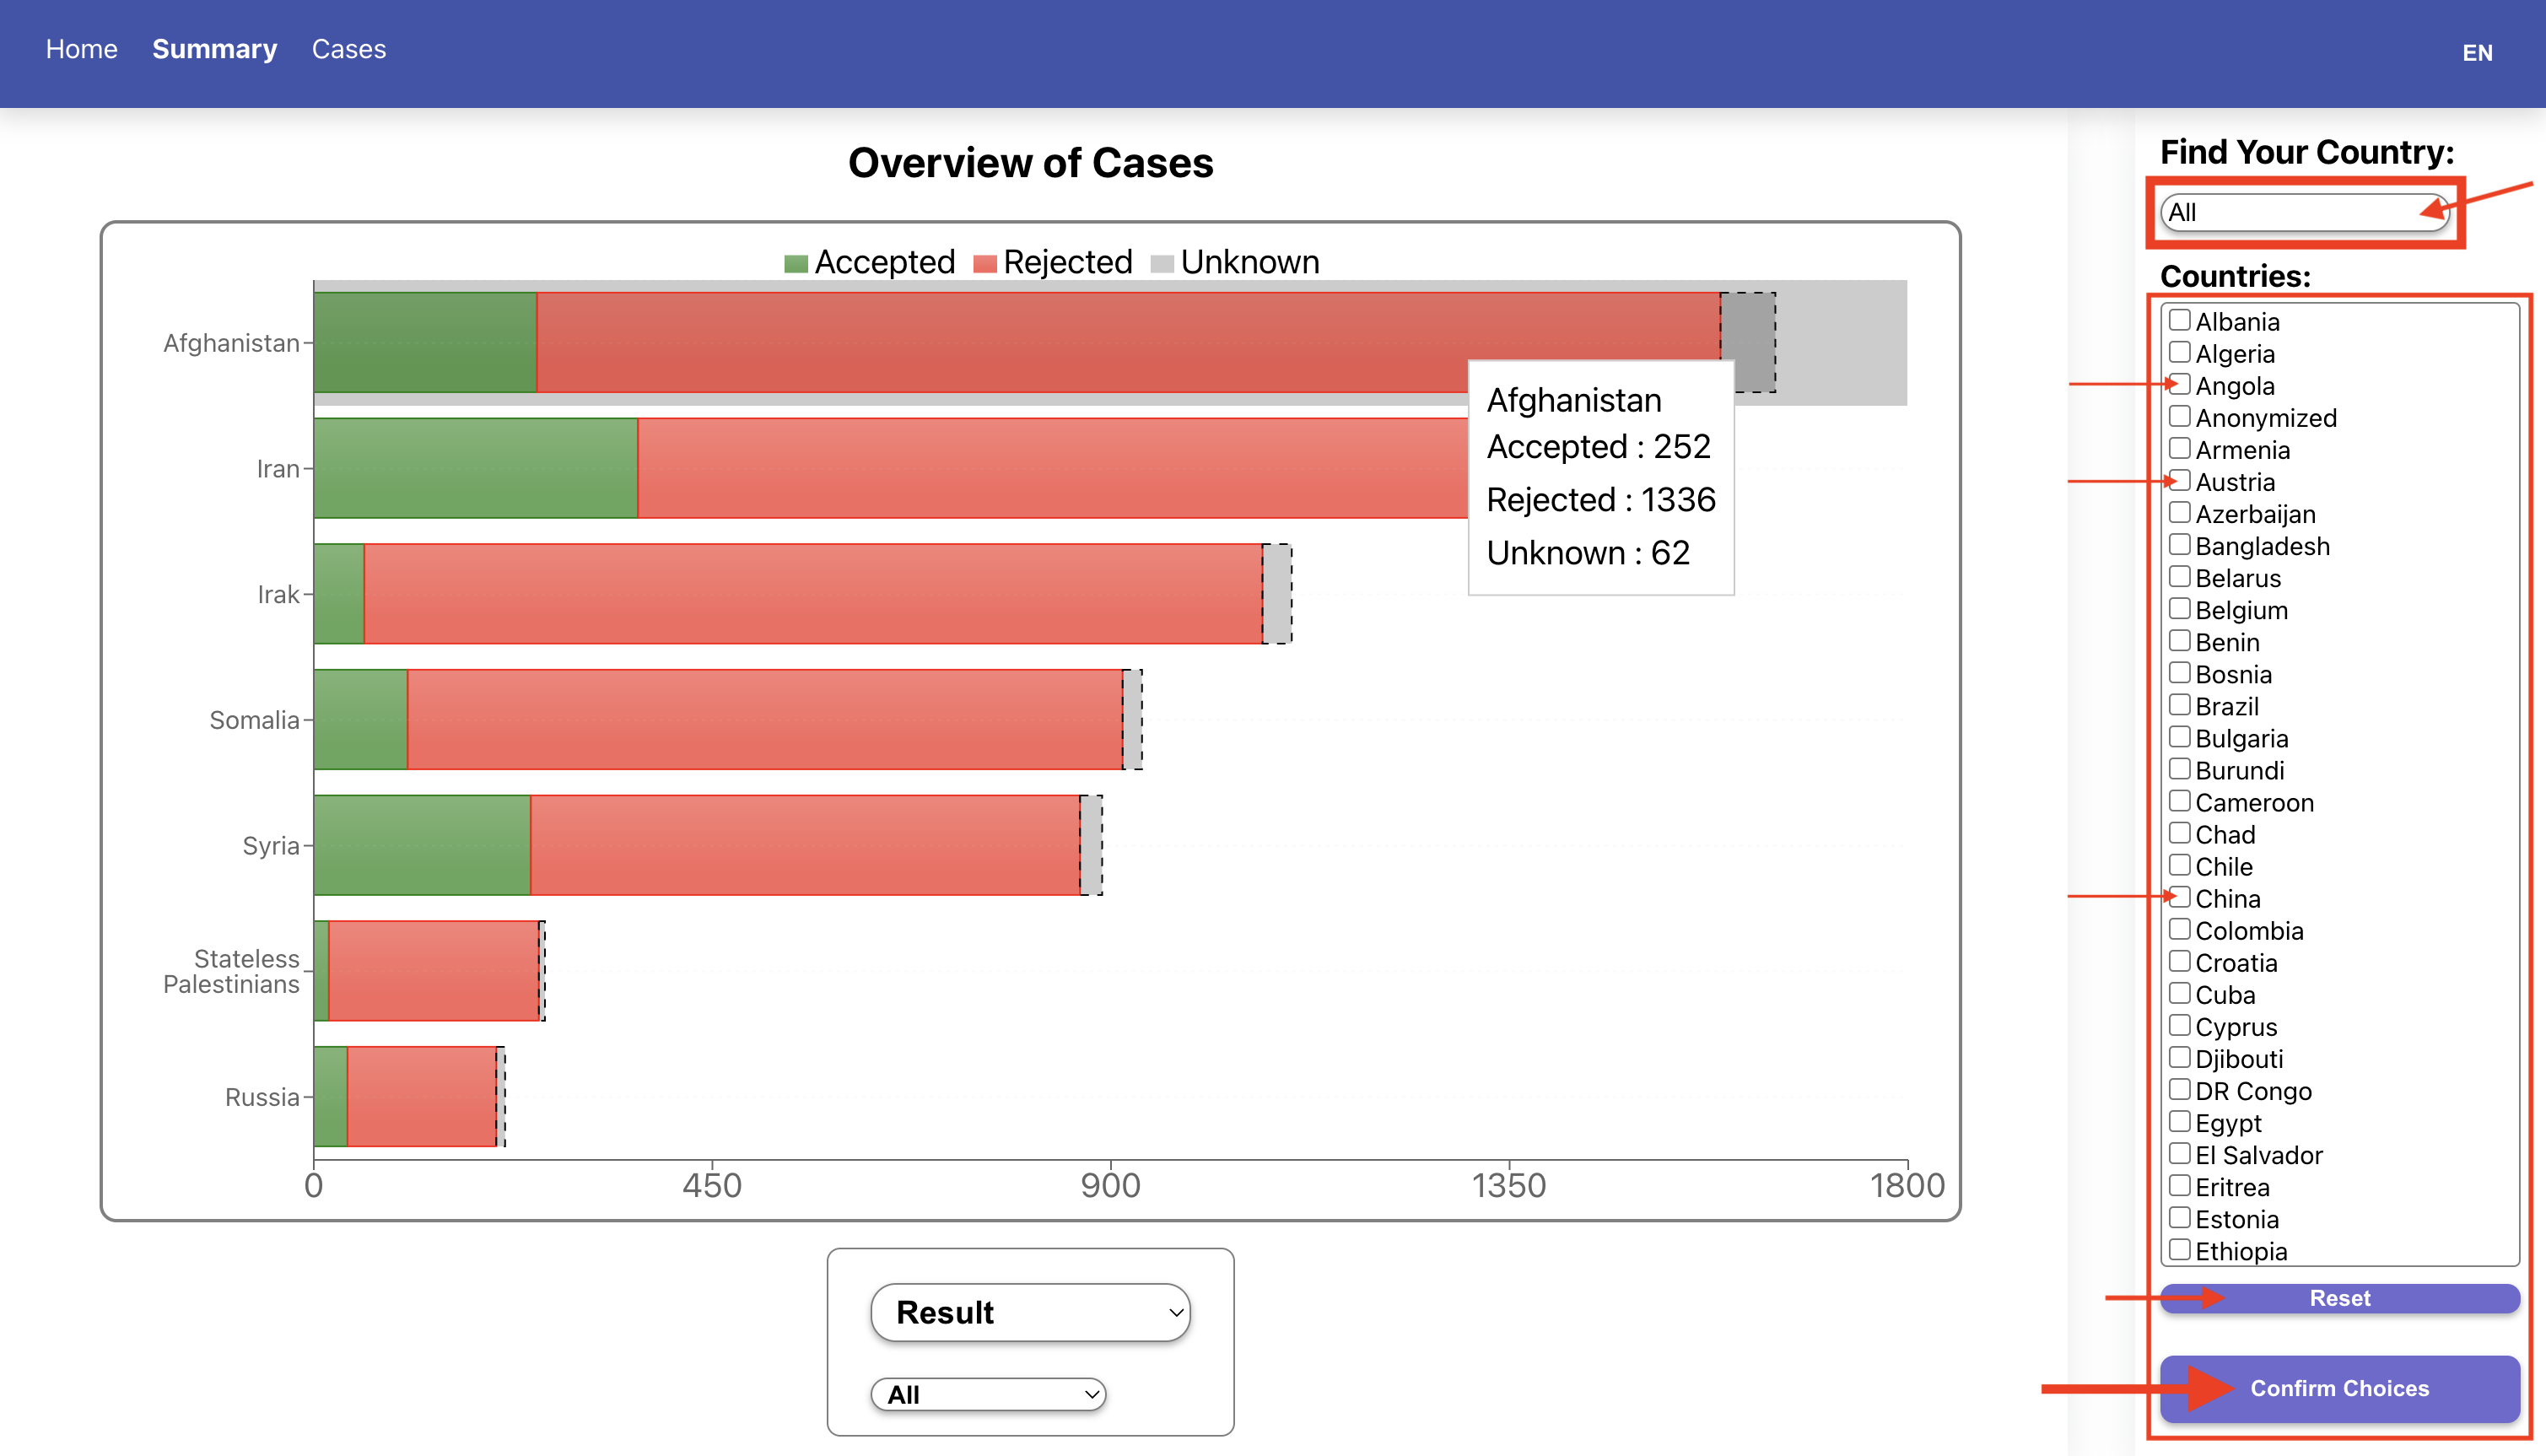 Home Summary Cases EN
Overview of Cases
Accepted Rejected Unknown
Afghanistan
Iran
Irak
Somalia
Syria
Stateless
Palestinians
Russia
0 450 900 1350 1800
Afghanistan
Accepted : 252
Rejected : 1336
Unknown : 62
Result
All
Find Your Country:
All
Countries:
Albania
Algeria
Angola
Anonymized
Armenia
Austria
Azerbaijan
Bangladesh
Belarus
Belgium
Benin
Bosnia
Brazil
Bulgaria
Burundi
Cameroon
Chad
Chile
China
Colombia
Croatia
Cuba
Cyprus
Djibouti
DR Congo
Egypt
El Salvador
Eritrea
Estonia
Ethiopia
Reset
Confirm Choices